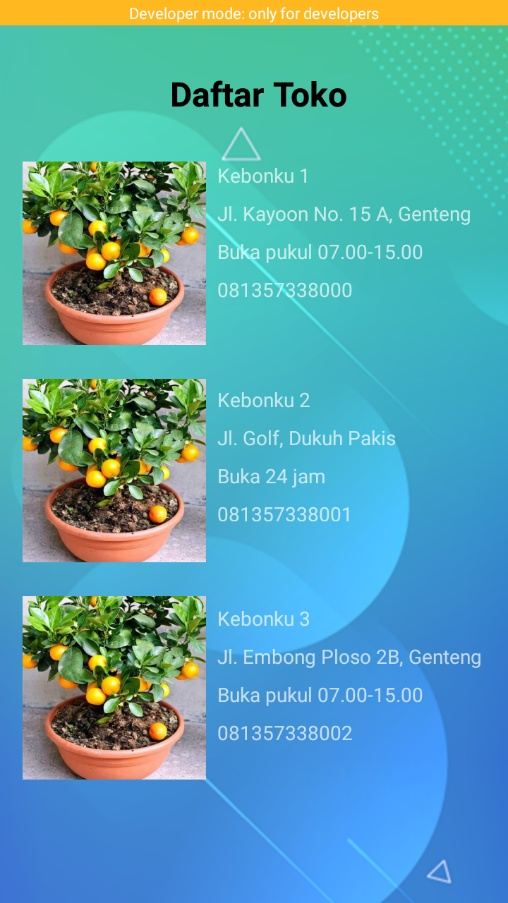 Developer mode: only for developers
Daftar Toko
Kebonku 1
Jl. Kayoon No. 15 A, Genteng
Buka pukul 07.00-15.00
081357338000
Kebonku 2
Jl. Golf, Dukuh Pakis
Buka 24 jam
081357338001
Kebonku 3
Jl. Embong Ploso 2B, Genteng
Buka pukul 07.00-15.00
081357338002